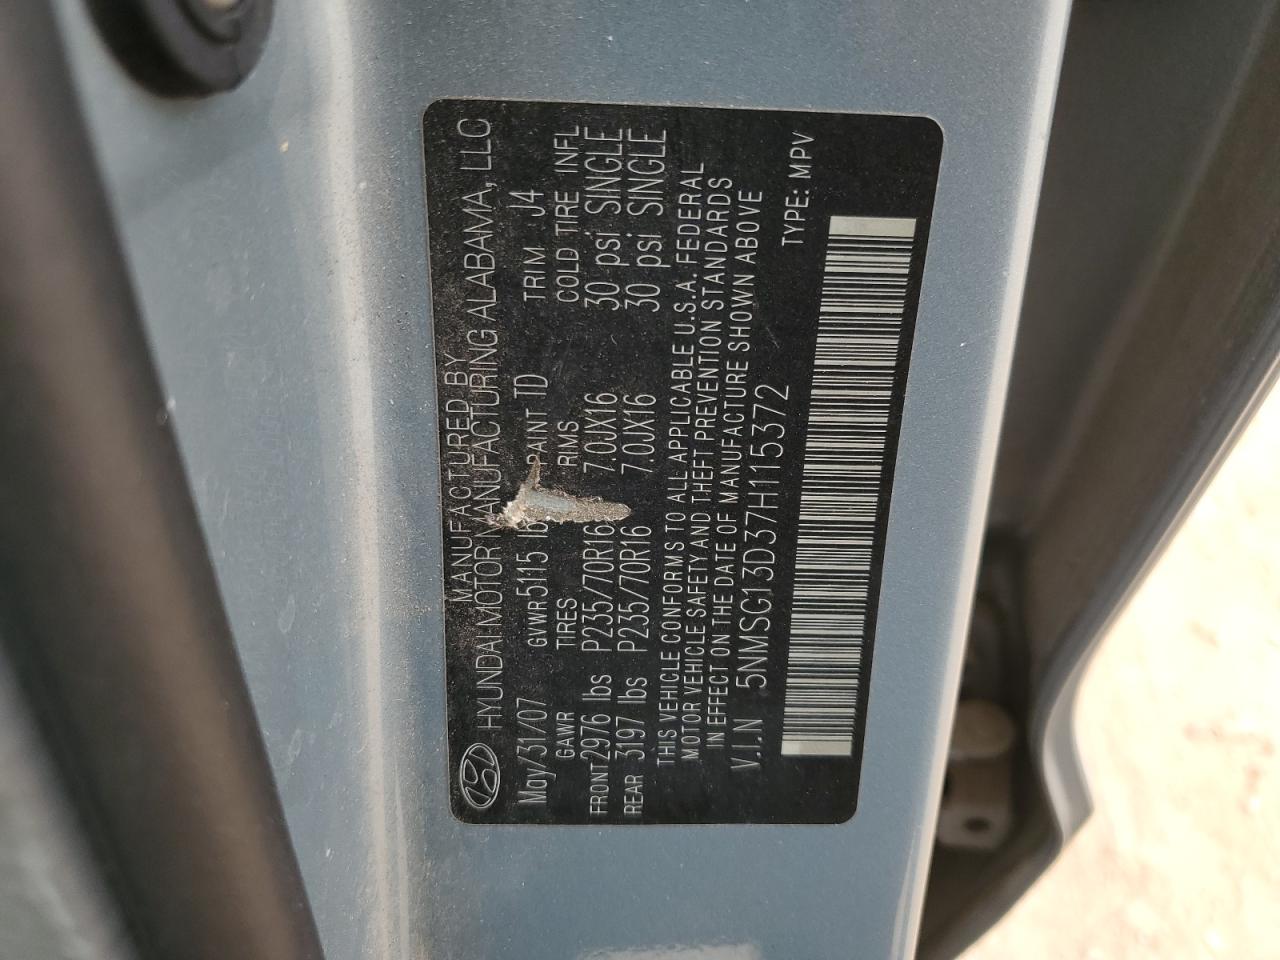 MANUFACTURED BY
HYUNDAI MOTOR MANUFACTURING ALABAMA, LLC
May/31/07 GVWR 5115 lb PAINT TD TRIM J4
GAWR TIRES RIMS COLD TIRE INFL
FRONT 2976 lbs P235/70R16 7.0JX16 30 psi SINGLE
REAR 3197 lbs P235/70R16 7.0JX16 30 psi SINGLE
THIS VEHICLE CONFORMS TO ALL APPLICABLE U.S.A. FEDERAL
MOTOR VEHICLE SAFETY AND THEFT PREVENTION STANDARDS
IN EFFECT ON THE DATE OF MANUFACTURE SHOWN ABOVE
V.I.N 5NMSG13D37H115372 TYPE: MPV